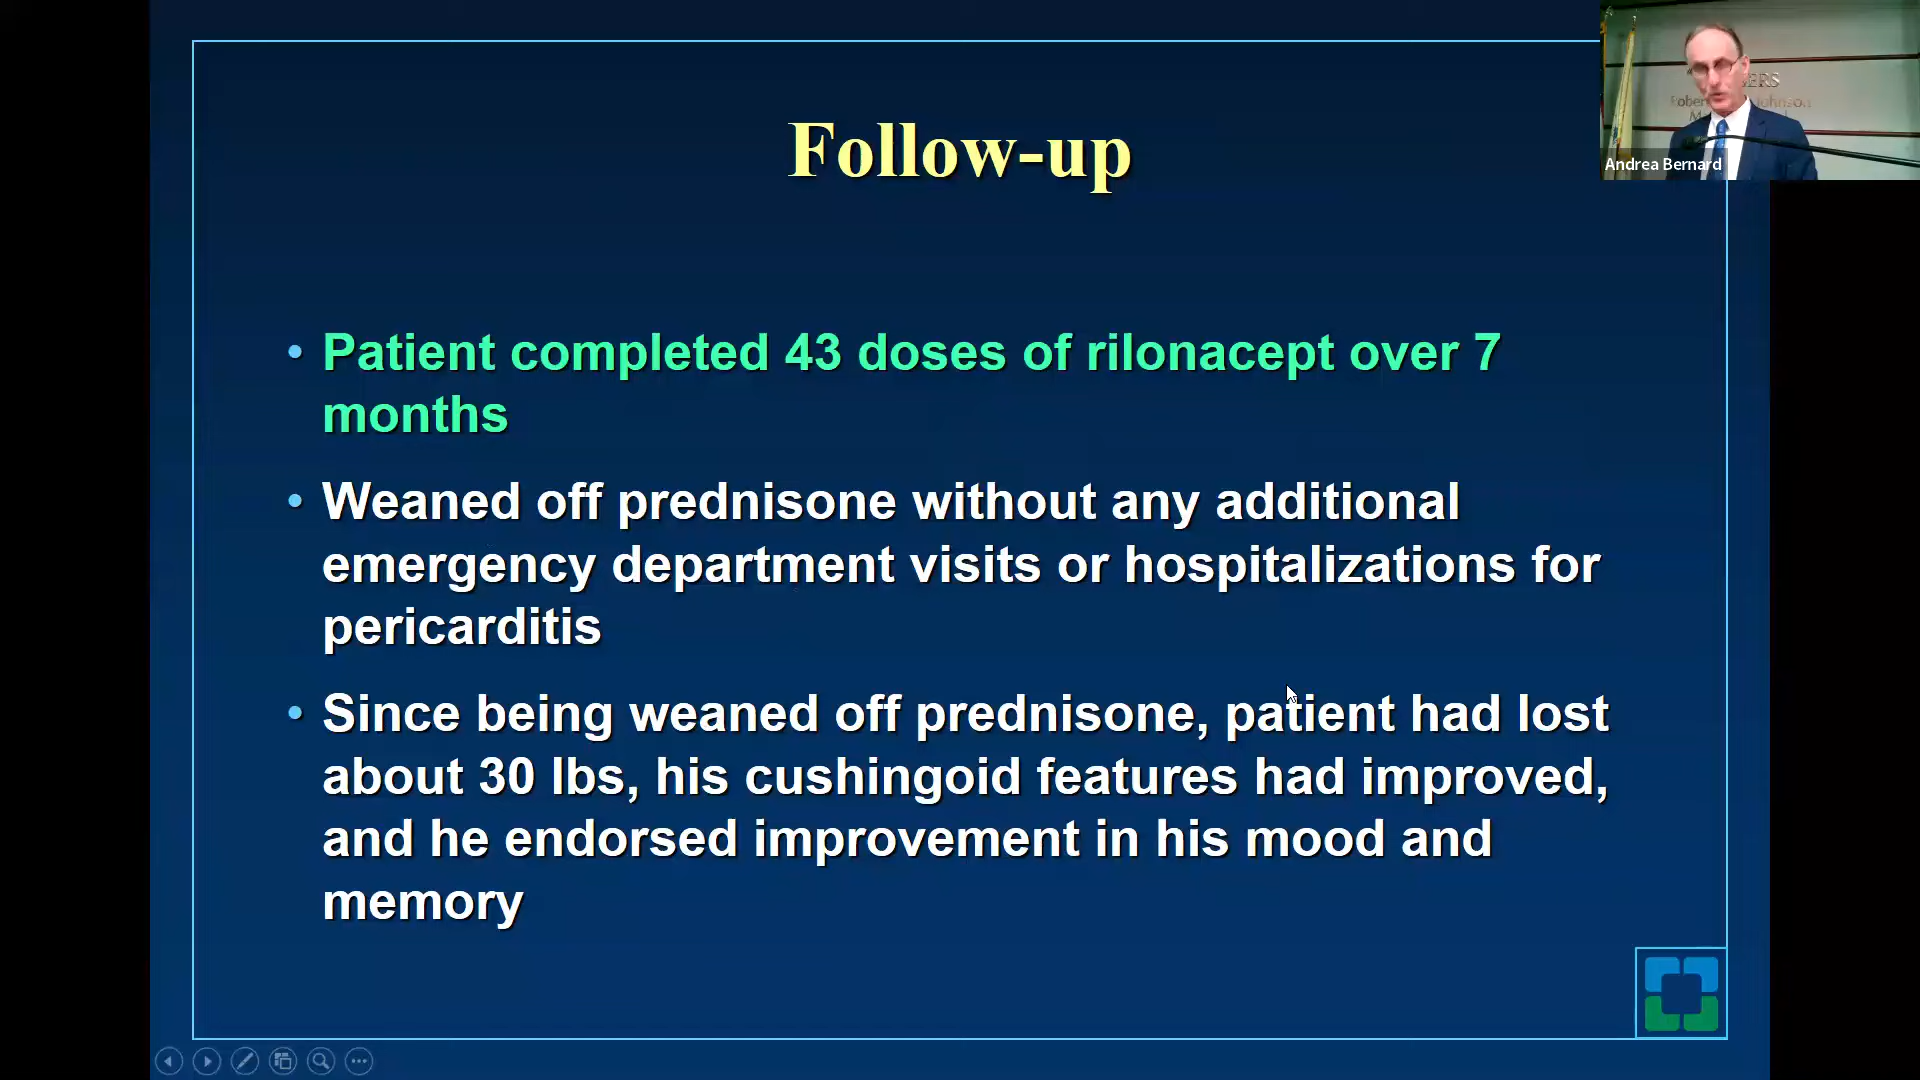 Follow-up
• Patient completed 43 doses of rilonacept over 7
months
• Weaned off prednisone without any additional
emergency department visits or hospitalizations for
pericarditis
• Since being weaned off prednisone, patient had lost
about 30 lbs, his cushingoid features had improved,
and he endorsed improvement in his mood and
memory
Andrea Bernard